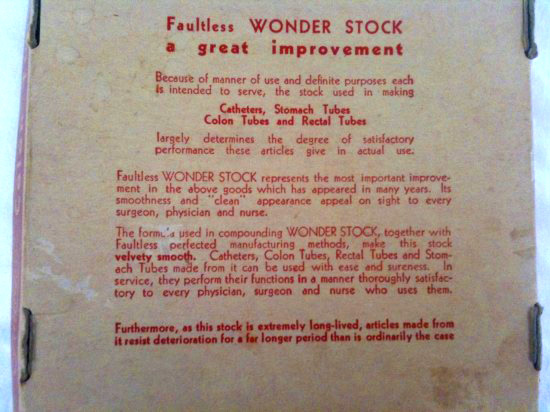 Faultless WONDER STOCK
a great improvement
Because of manner of use and definite purposes each
is intended to serve, the stock used in making
Catheters, Stomach Tubes
Colon Tubes and Rectal Tubes
largely determines the degree of satisfactory
performance these articles give in actual use.
Faultless WONDER STOCK represents the most important improve-
ment in the above goods which has appeared in many years. Its
smoothness and "clean" appearance appeal on sight to every
surgeon, physician and nurse.
The formula used in compounding WONDER STOCK, together with
Faultless perfected manufacturing methods, make this stock
velvety smooth. Catheters, Colon Tubes, Rectal Tubes and Stom-
ach Tubes made from it can be used with ease and sureness. In
service, they perform their functions in a manner thoroughly satisfac-
tory to every physician, surgeon and nurse who uses them.
Furthermore, as this stock is extremely long-lived, articles made from
it resist deterioration for a far longer period than is ordinarily the case